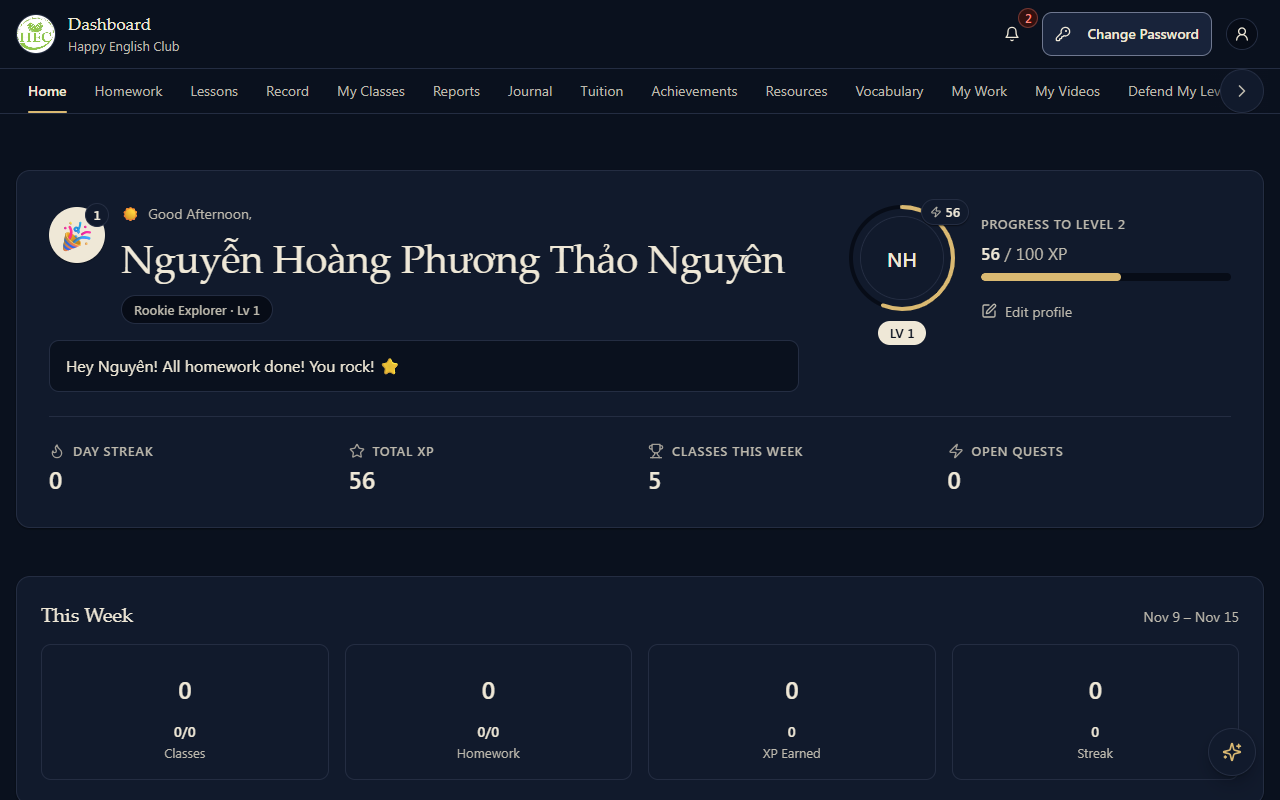 HEC
Dashboard
Happy English Club
2
Change Password
Home
Homework
Lessons
Record
My Classes
Reports
Journal
Tuition
Achievements
Resources
Vocabulary
My Work
My Videos
Defend My Lev
1
Good Afternoon,
Nguyễn Hoàng Phương Thảo Nguyên
Rookie Explorer · Lv 1
Hey Nguyên! All homework done! You rock! ⭐
56
NH
LV 1
PROGRESS TO LEVEL 2
56 / 100 XP
Edit profile
DAY STREAK
0
TOTAL XP
56
CLASSES THIS WEEK
5
OPEN QUESTS
0
This Week
Nov 9 – Nov 15
0
0/0
Classes
0
0/0
Homework
0
0
XP Earned
0
0
Streak